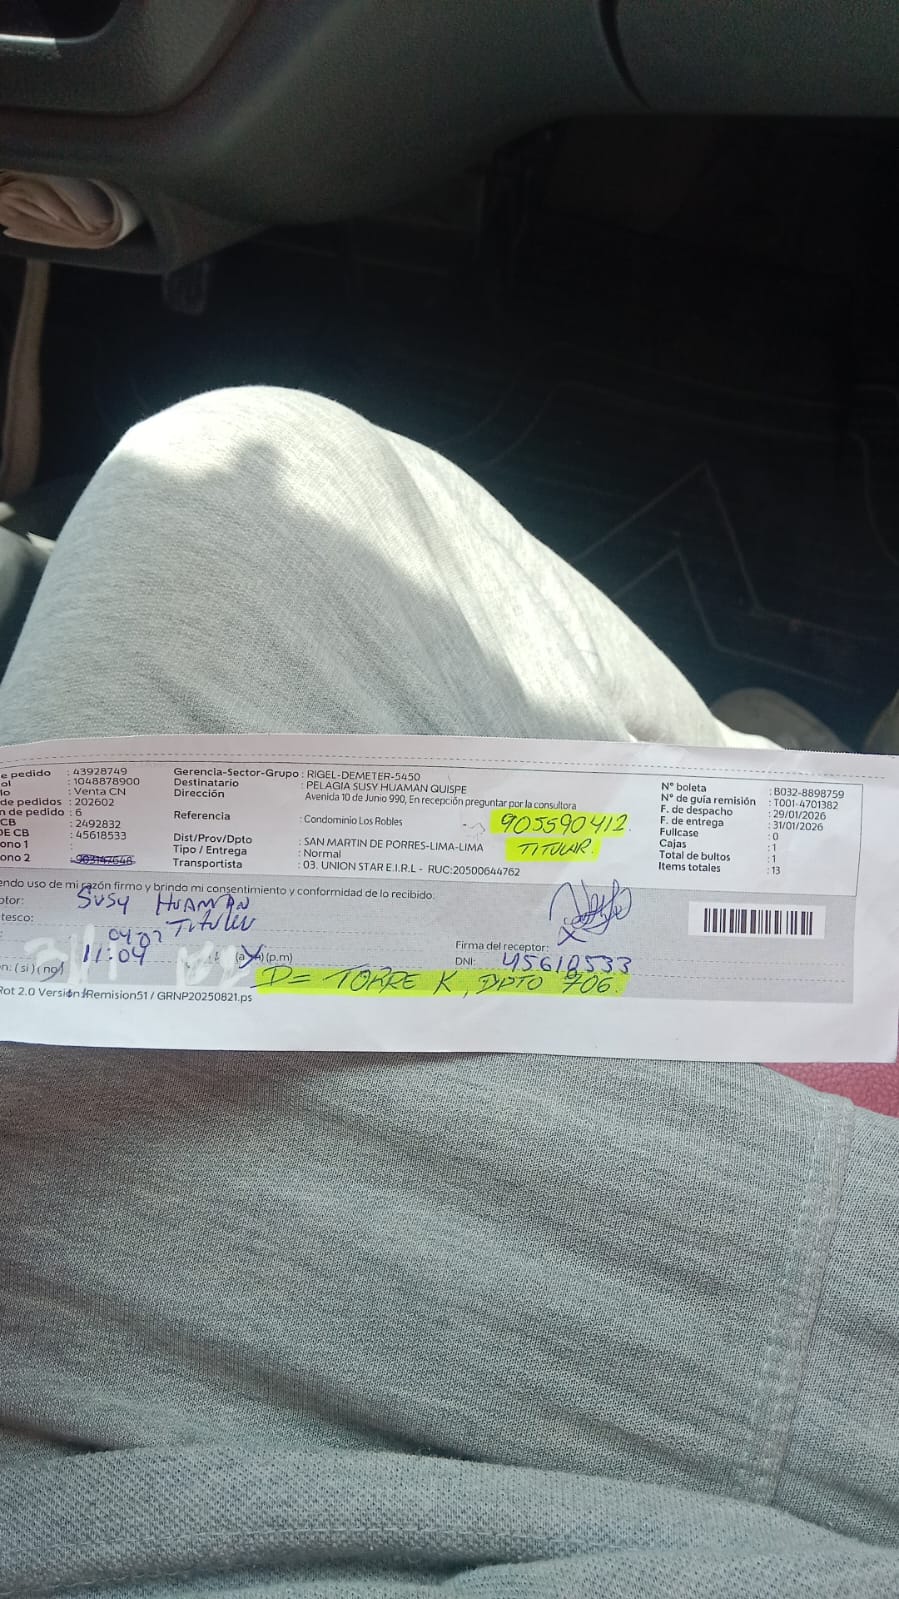 e pedido : 43928749
ol : 1048878900
lo : Venta CN
de pedidos : 202602
n de pedido : 6
CB : 2492832
DE CB : 45618533
ono 1 :
ono 2 : 903147648
Gerencia-Sector-Grupo : RIGEL-DEMETER-5450
Destinatario : PELAGIA SUSY HUAMAN QUISPE
Dirección Avenida 10 de Junio 990, En recepción preguntar por la consultora
Referencia : Condominio Los Robles
905590412
TITULAR.
Dist/Prov/Dpto : SAN MARTIN DE PORRES-LIMA-LIMA
Tipo / Entrega : Normal
Transportista : 03. UNION STAR E.I.R.L - RUC:20500644762
N° boleta : B032-8898759
N° de guía remisión : T001-4701382
F. de despacho : 29/01/2026
F. de entrega : 31/01/2026
Fullcase : 0
Cajas : 1
Total de bultos : 1
Items totales : 13
endo uso de mi razón firmo y brindo mi consentimiento y conformidad de lo recibido.
ptor: SUSY HUAMAN
tesco: TITULAR
11:04 (a.m) (p.m)
n: ( si ) ( no )
Firma del receptor:
DNI: 45618533
D= TORRE K, DPTO 706.
Rot 2.0 Versión:/Remision51 / GRNP20250821.ps